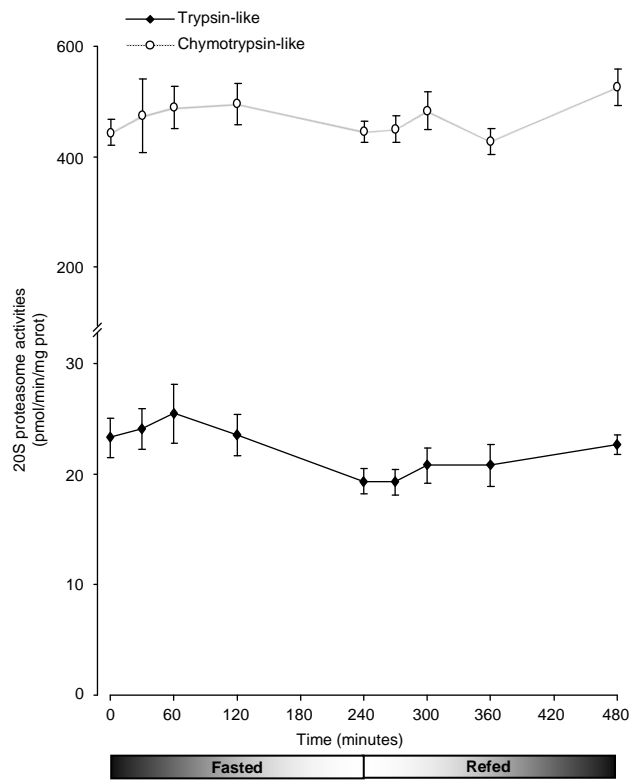 Trypsin-like
Chymotrypsin-like
600
400
200
30
20
10
0
20S proteasome activities
(pmol/min/mg prot)
0 60 120 180 240 300 360 420 480
Time (minutes)
Fasted Refed